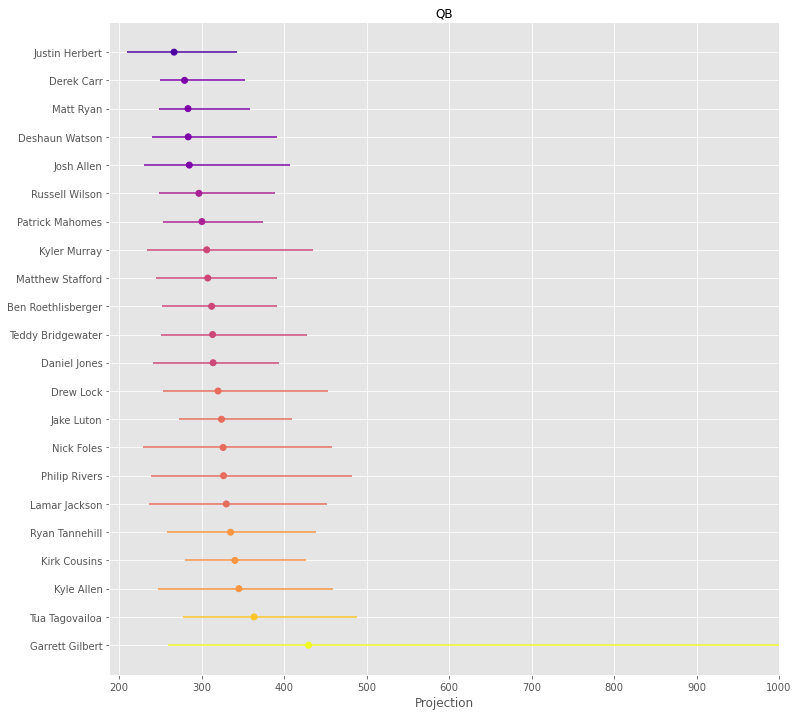 QB
Justin Herbert
Derek Carr
Matt Ryan
Deshaun Watson
Josh Allen
Russell Wilson
Patrick Mahomes
Kyler Murray
Matthew Stafford
Ben Roethlisberger
Teddy Bridgewater
Daniel Jones
Drew Lock
Jake Luton
Nick Foles
Philip Rivers
Lamar Jackson
Ryan Tannehill
Kirk Cousins
Kyle Allen
Tua Tagovailoa
Garrett Gilbert
200 300 400 500 600 700 800 900 1000
Projection